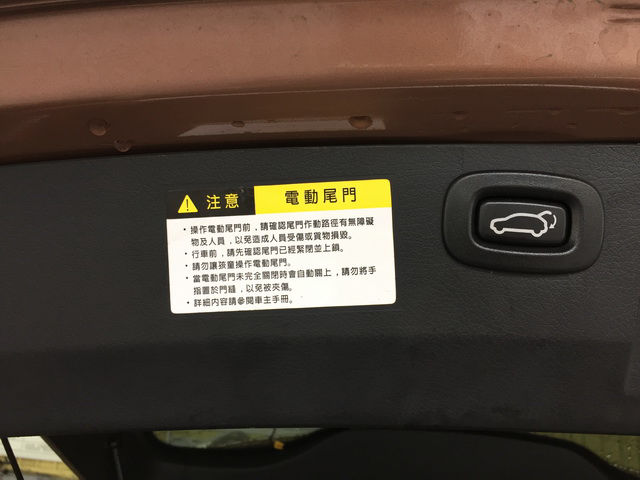 注意 電動尾門
・操作電動尾門前，請確認尾門作動路徑有無障礙
物及人員，以免造成人員受傷或貨物損毀。
・行車前，請先確認尾門已經緊閉並上鎖。
・請勿讓孩童操作電動尾門。
・當電動尾門未完全關閉時會自動關上，請勿將手
指置於門縫，以免被夾傷。
・詳細內容請參閱車主手冊。